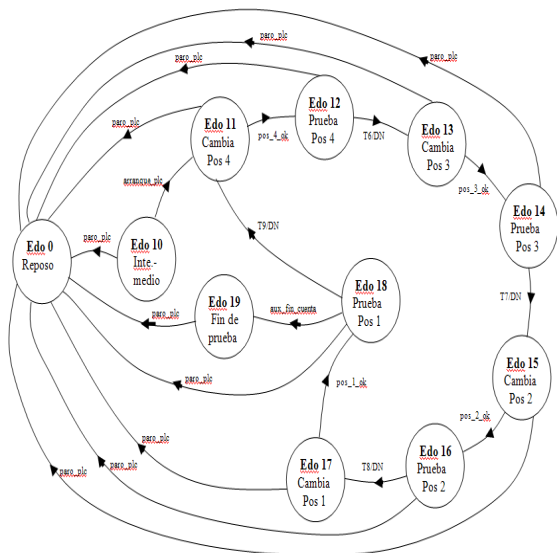 paro_plc
paro_plc
paro_plc
paro_plc
Edo 11
Cambia
Pos 4
pos_4_ok
Edo 12
Prueba
Pos 4
T6/DN
Edo 13
Cambia
Pos 3
pos_3_ok
arranque_plc
Edo 14
Prueba
Pos 3
Edo 0
Reposo
paro_plc
Edo 10
Inte.-
medio
T9/DN
T7/DN
Edo 19
Fin de
prueba
paro_plc
aux_fin_cuenta
Edo 18
Prueba
Pos 1
Edo 15
Cambia
Pos 2
paro_plc
pos_1_ok
pos_2_ok
paro_plc
paro_plc
paro_plc
Edo 17
Cambia
Pos 1
T8/DN
Edo 16
Prueba
Pos 2